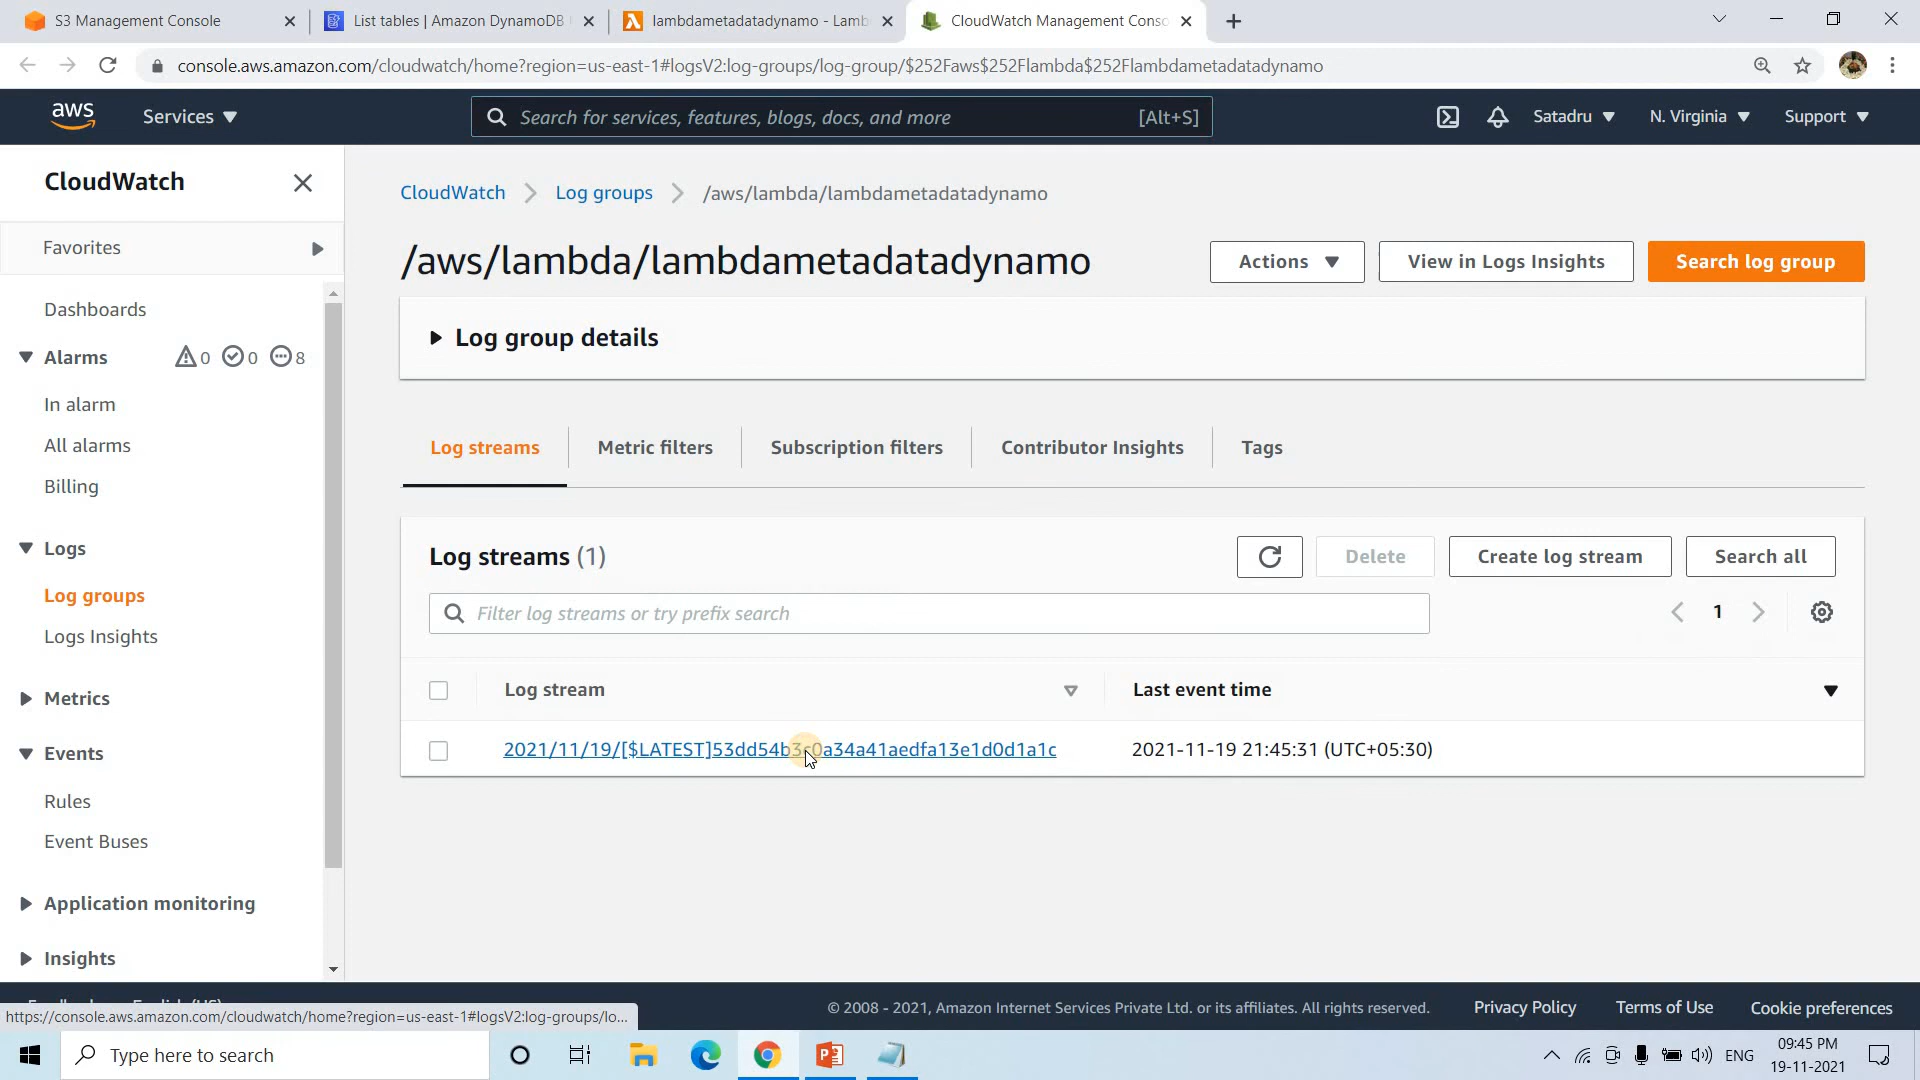 S3 Management Console
List tables | Amazon DynamoDB
lambdametadatadynamo - Lamb
CloudWatch Management Conso
console.aws.amazon.com/cloudwatch/home?region=us-east-1#logsV2:log-groups/log-group/$252Faws$252Flambda$252Flambdametadatadynamo
aws
Services
Search for services, features, blogs, docs, and more
[Alt+S]
Satadru
N. Virginia
Support
CloudWatch
Favorites
Dashboards
Alarms 0 0 8
In alarm
All alarms
Billing
Logs
Log groups
Logs Insights
Metrics
Events
Rules
Event Buses
Application monitoring
Insights
CloudWatch
Log groups
/aws/lambda/lambdametadatadynamo
/aws/lambda/lambdametadatadynamo
Actions
View in Logs Insights
Search log group
Log group details
Log streams
Metric filters
Subscription filters
Contributor Insights
Tags
Log streams (1)
Delete
Create log stream
Search all
Filter log streams or try prefix search
1
Log stream
Last event time
2021/11/19/[$LATEST]53dd54b3c0a34a41aedfa13e1d0d1a1c
2021-11-19 21:45:31 (UTC+05:30)
© 2008 - 2021, Amazon Internet Services Private Ltd. or its affiliates. All rights reserved.
Privacy Policy
Terms of Use
Cookie preferences
https://console.aws.amazon.com/cloudwatch/home?region=us-east-1#logsV2:log-groups/lo...
Type here to search
ENG
09:45 PM
19-11-2021